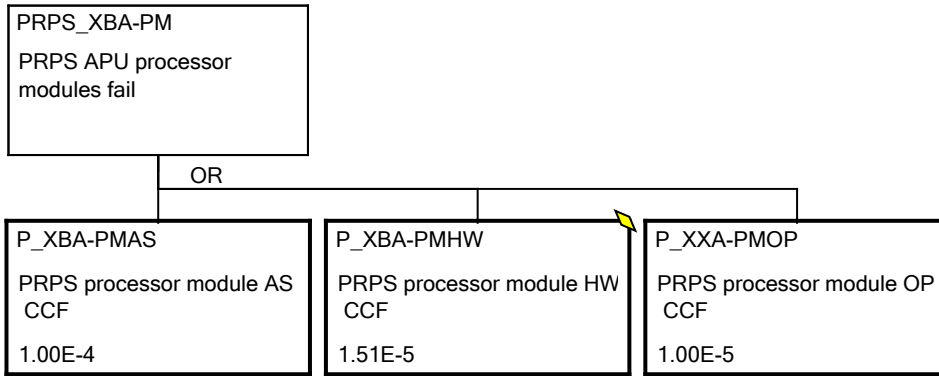 PRPS_XBA-PM
PRPS APU processor
modules fail
OR
P_XBA-PMAS
PRPS processor module AS
CCF
1.00E-4
P_XBA-PMHW
PRPS processor module HW
CCF
1.51E-5
P_XXA-PMOP
PRPS processor module OP
CCF
1.00E-5